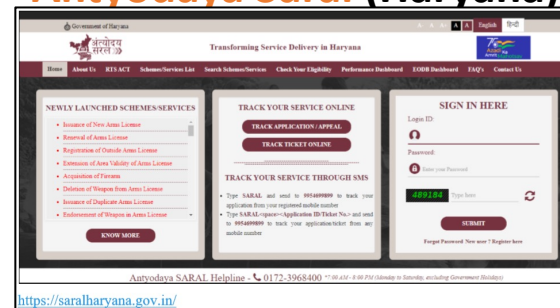 Antyodaya Saral (Haryana)
Government of Haryana
A A A+ A A English हिन्दी
अंत्योदय
सरल
Transforming Service Delivery in Haryana
Home About Us RTS ACT Schemes/Services List Search Schemes/Services Check Your Eligibility Performance Dashboard EODB Dashboard FAQ's Contact Us
NEWLY LAUNCHED SCHEMES/SERVICES
Issuance of New Arms License
Renewal of Arms License
Registration of Outside Arms License
Extension of Area Validity of Arms License
Acquisition of Firearm
Deletion of Weapon from Arms License
Issuance of Duplicate Arms License
Endorsement of Weapon in Arms License
KNOW MORE
TRACK YOUR SERVICE ONLINE
TRACK APPLICATION / APPEAL
TRACK TICKET ONLINE
TRACK YOUR SERVICE THROUGH SMS
Type SARAL and send to 9954699899 to track your
application from your registered mobile number
Type SARAL<space><Application ID/Ticket No.> and send
to 9954699899 to track your application/ticket from any
mobile number
SIGN IN HERE
Login ID:
Password:
Enter your Password
489184 Type here
SUBMIT
Forgot Password New user ? Register here
Antyodaya SARAL Helpline - 0172-3968400 *7:00 AM - 8:00 PM (Monday to Saturday, excluding Government Holidays)
https://saralharyana.gov.in/